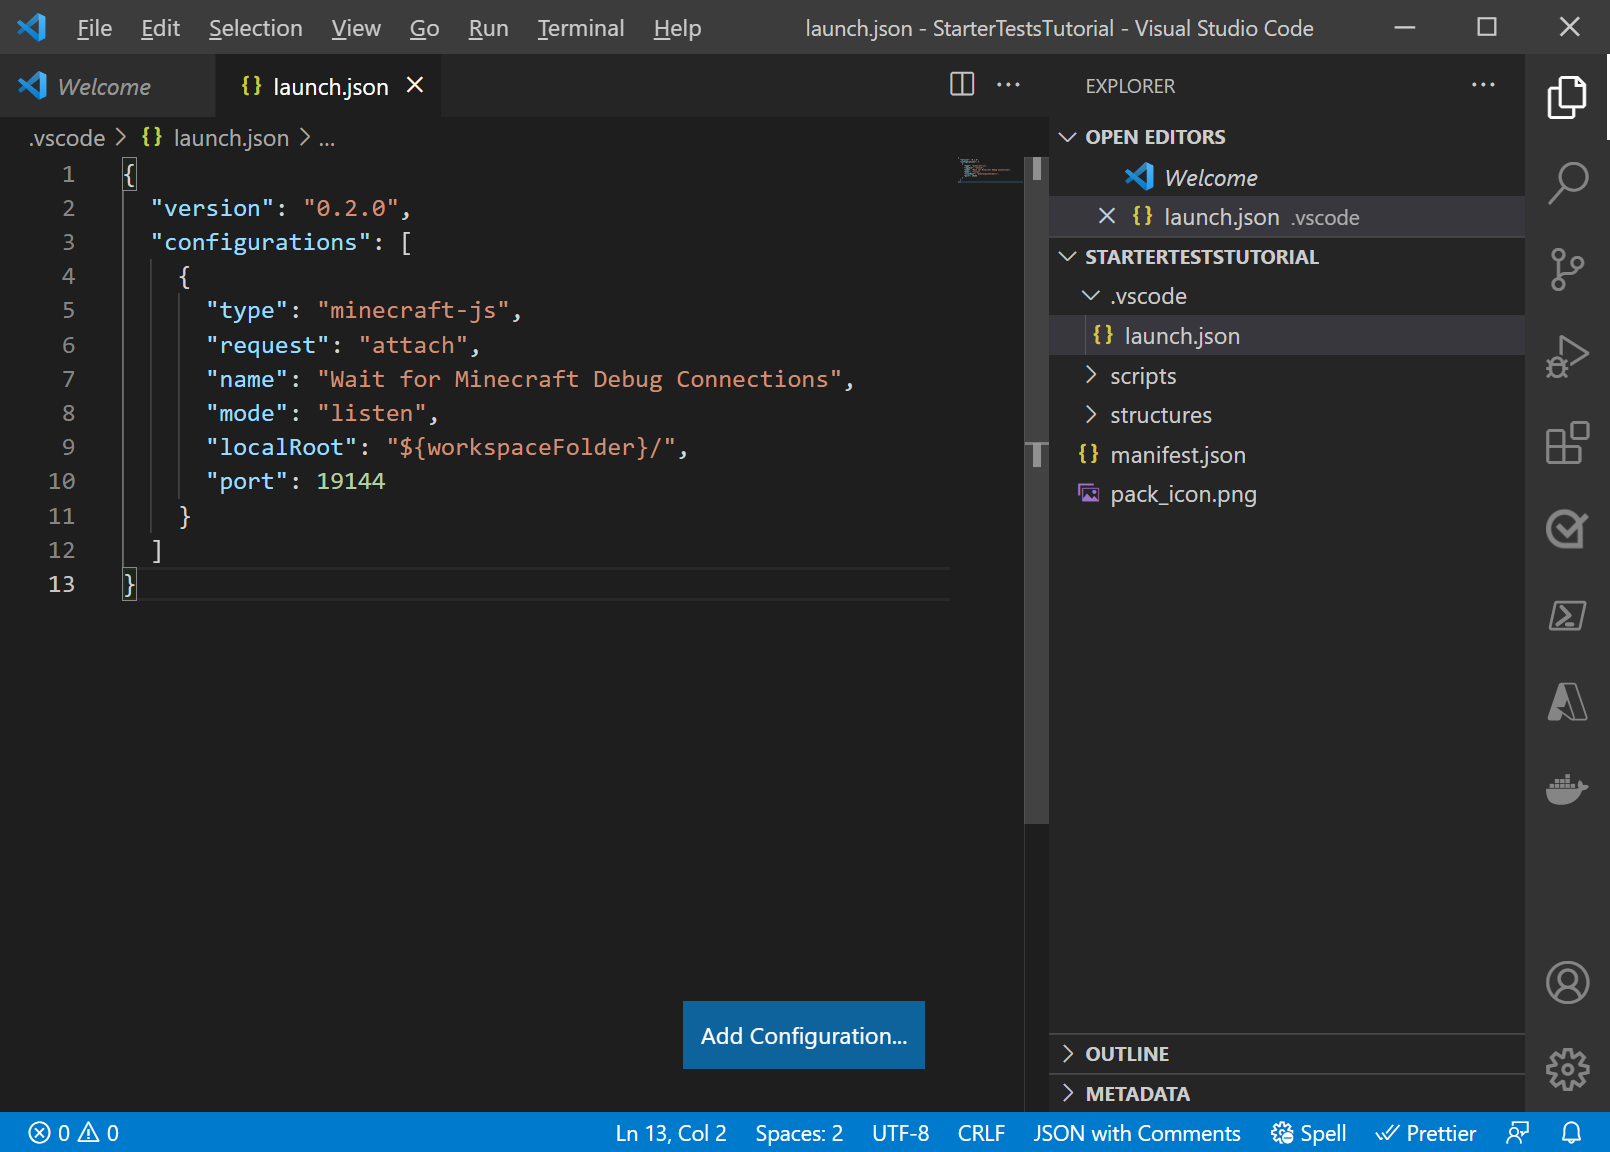 File Edit Selection View Go Run Terminal Help launch.json - StarterTestsTutorial - Visual Studio Code
Welcome {} launch.json
.vscode > {} launch.json > ...
1 {
2 "version": "0.2.0",
3 "configurations": [
4 {
5 "type": "minecraft-js",
6 "request": "attach",
7 "name": "Wait for Minecraft Debug Connections",
8 "mode": "listen",
9 "localRoot": "${workspaceFolder}/",
10 "port": 19144
11 }
12 ]
13 }
Add Configuration...
EXPLORER
OPEN EDITORS
Welcome
{} launch.json .vscode
STARTERTESTSTUTORIAL
.vscode
{} launch.json
scripts
structures
{} manifest.json
pack_icon.png
OUTLINE
METADATA
0 0 Ln 13, Col 2 Spaces: 2 UTF-8 CRLF JSON with Comments Spell Prettier